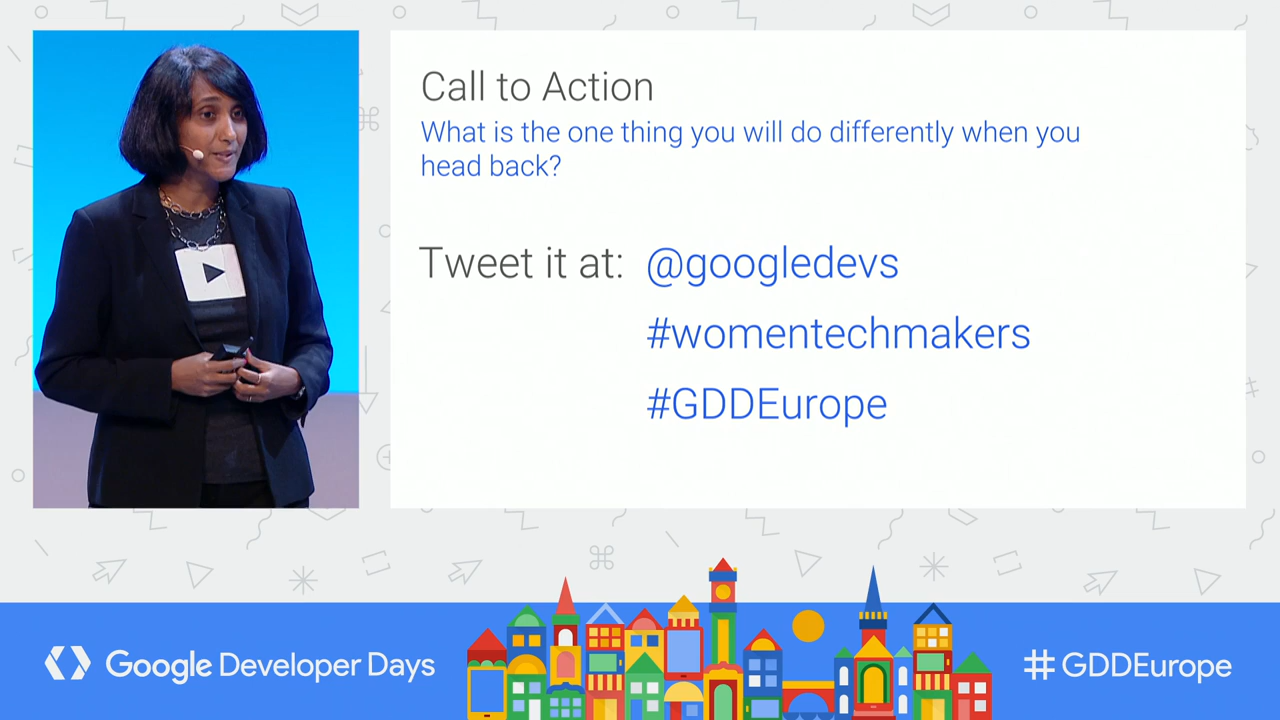 Call to Action
What is the one thing you will do differently when you
head back?
Tweet it at: @googledevs
#womentechmakers
#GDDEurope
Google Developer Days
#GDDEurope